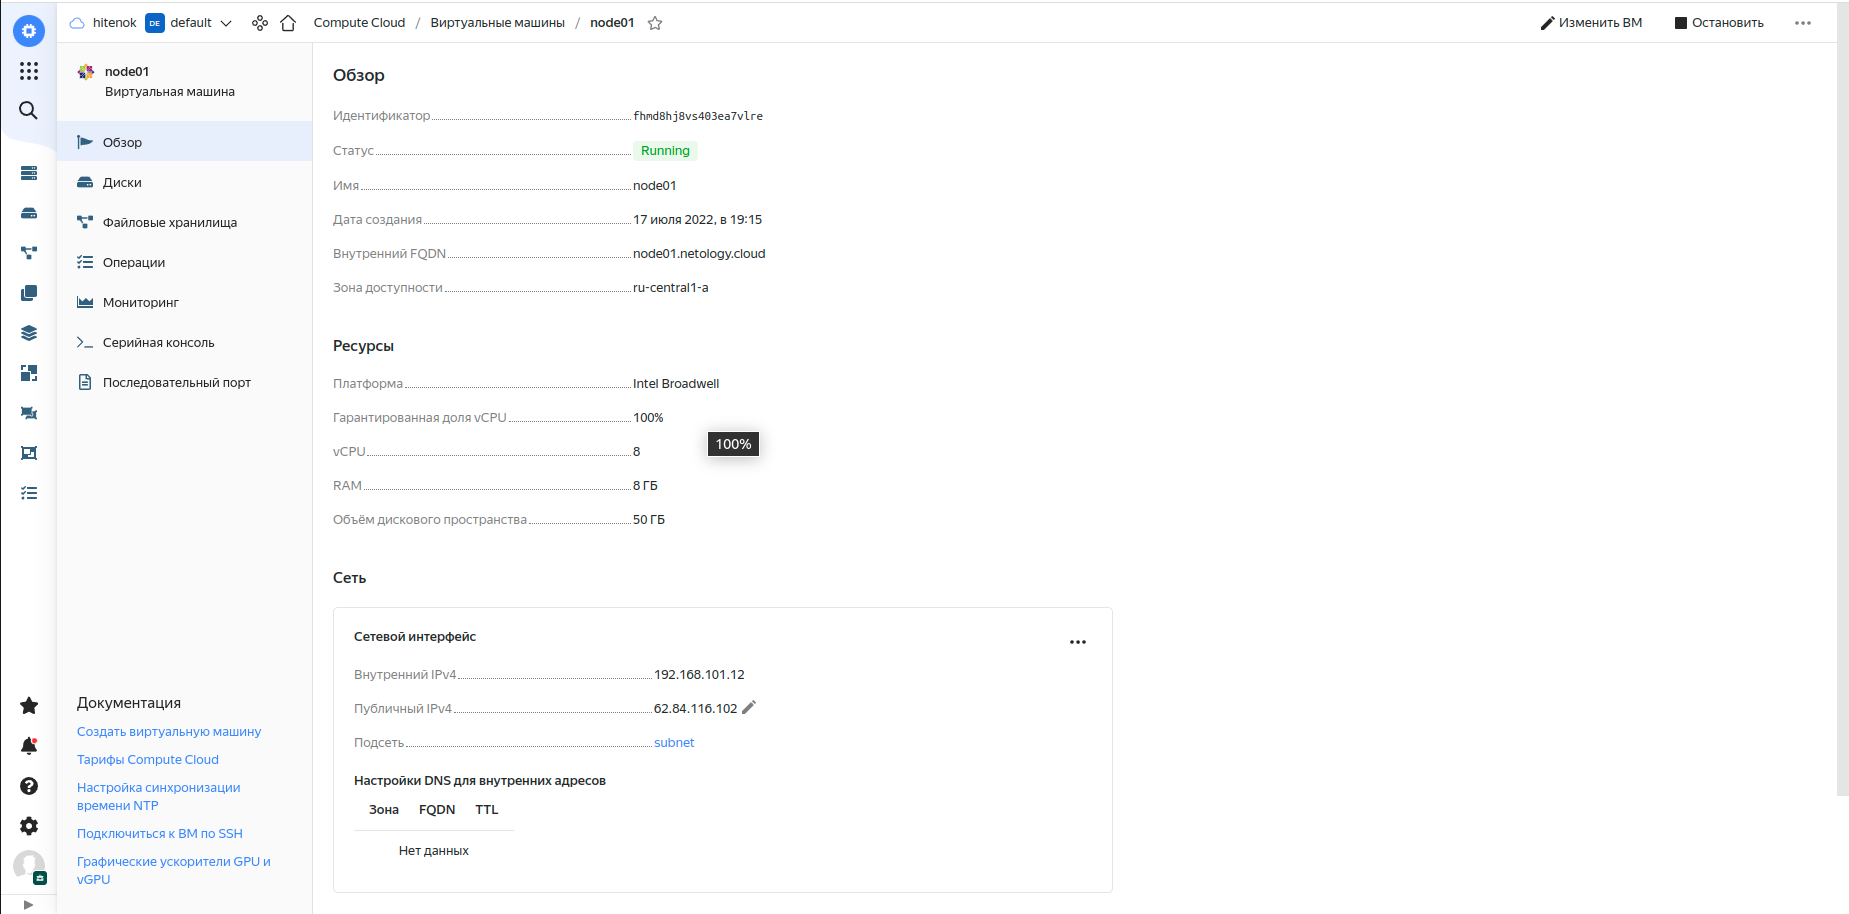 hitenok DE default Compute Cloud / Виртуальные машины / node01 Изменить ВМ Остановить
node01
Виртуальная машина
Обзор
Диски
Файловые хранилища
Операции
Мониторинг
Серийная консоль
Последовательный порт
Документация
Создать виртуальную машину
Тарифы Compute Cloud
Настройка синхронизации
времени NTP
Подключиться к ВМ по SSH
Графические ускорители GPU и
vGPU
Обзор
Идентификатор fhmd8hj8vs403ea7vlre
Статус Running
Имя node01
Дата создания 17 июля 2022, в 19:15
Внутренний FQDN node01.netology.cloud
Зона доступности ru-central1-a
Ресурсы
Платформа Intel Broadwell
Гарантированная доля vCPU 100%
100%
vCPU 8
RAM 8 ГБ
Объём дискового пространства 50 ГБ
Сеть
Сетевой интерфейс
Внутренний IPv4 192.168.101.12
Публичный IPv4 62.84.116.102
Подсеть subnet
Настройки DNS для внутренних адресов
Зона FQDN TTL
Нет данных